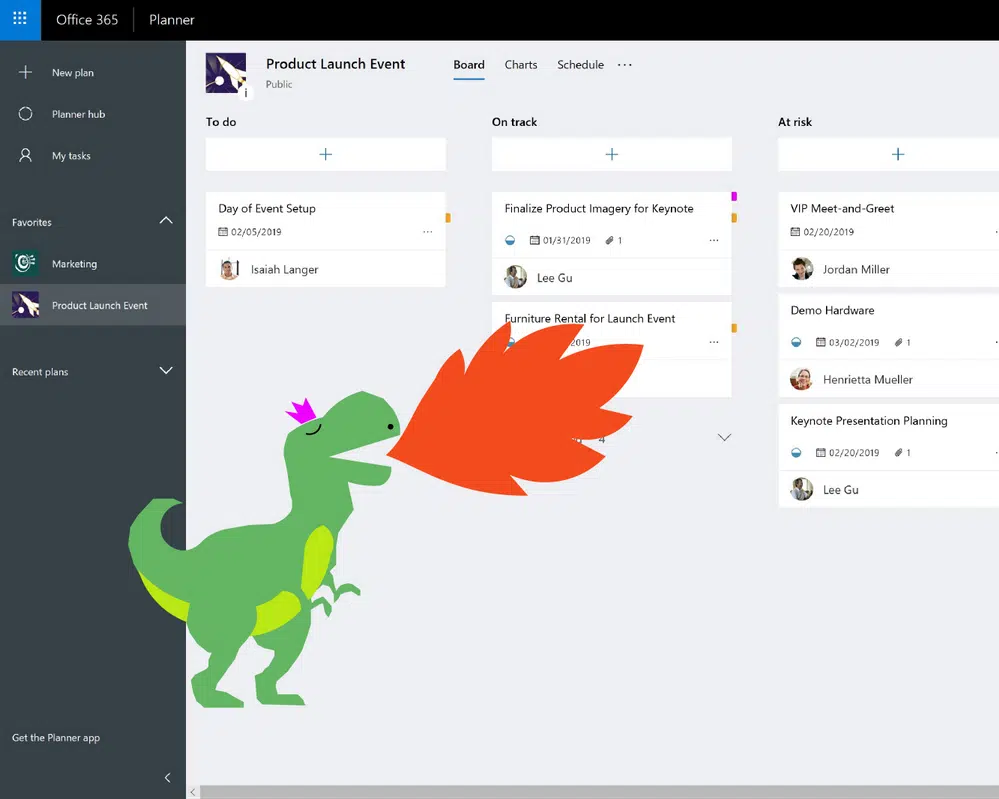 Office 365 Planner
New plan
Planner hub
My tasks
Favorites
Marketing
Product Launch Event
Recent plans
Get the Planner app
Product Launch Event
Public
Board Charts Schedule ...
To do
Day of Event Setup
02/05/2019
Isaiah Langer
On track
Finalize Product Imagery for Keynote
01/31/2019 1
Lee Gu
Furniture Rental for Launch Event
2019
4
At risk
VIP Meet-and-Greet
02/20/2019
Jordan Miller
Demo Hardware
03/02/2019 1
Henrietta Mueller
Keynote Presentation Planning
02/20/2019 1
Lee Gu